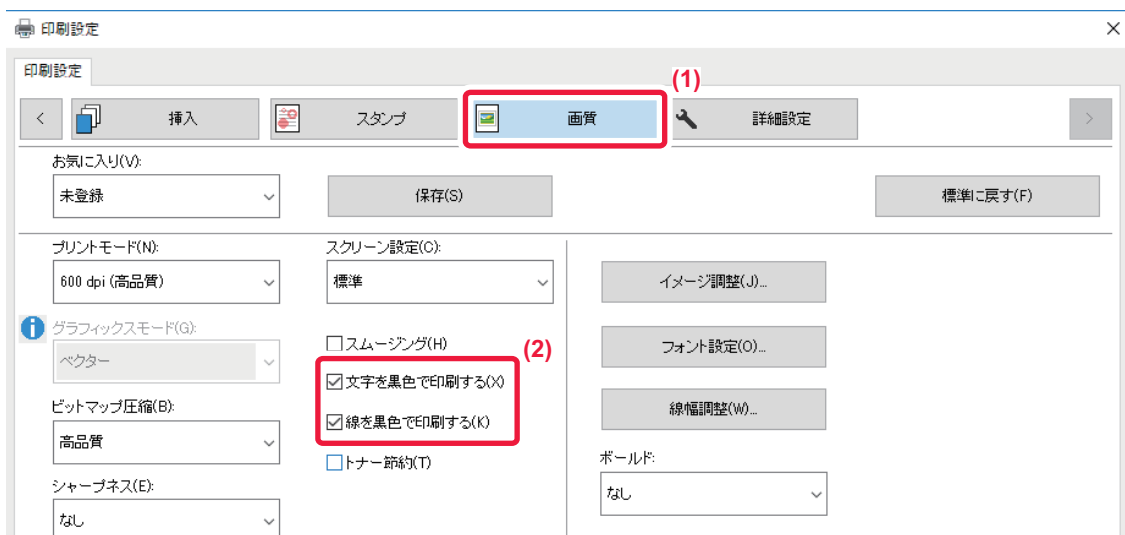 印刷設定
印刷設定
(1)
挿入
スタンプ
画質
詳細設定
お気に入り(V):
未登録
保存(S)
標準に戻す(F)
プリントモード(N):
スクリーン設定(C):
600 dpi (高品質)
標準
イメージ調整(J)...
グラフィックスモード(G):
ベクター
スムージング(H)
(2)
フォント設定(O)...
文字を黒色で印刷する(X)
ビットマップ圧縮(B):
線を黒色で印刷する(K)
線幅調整(W)...
高品質
トナー節約(T)
ボールド:
シャープネス(E):
なし
なし